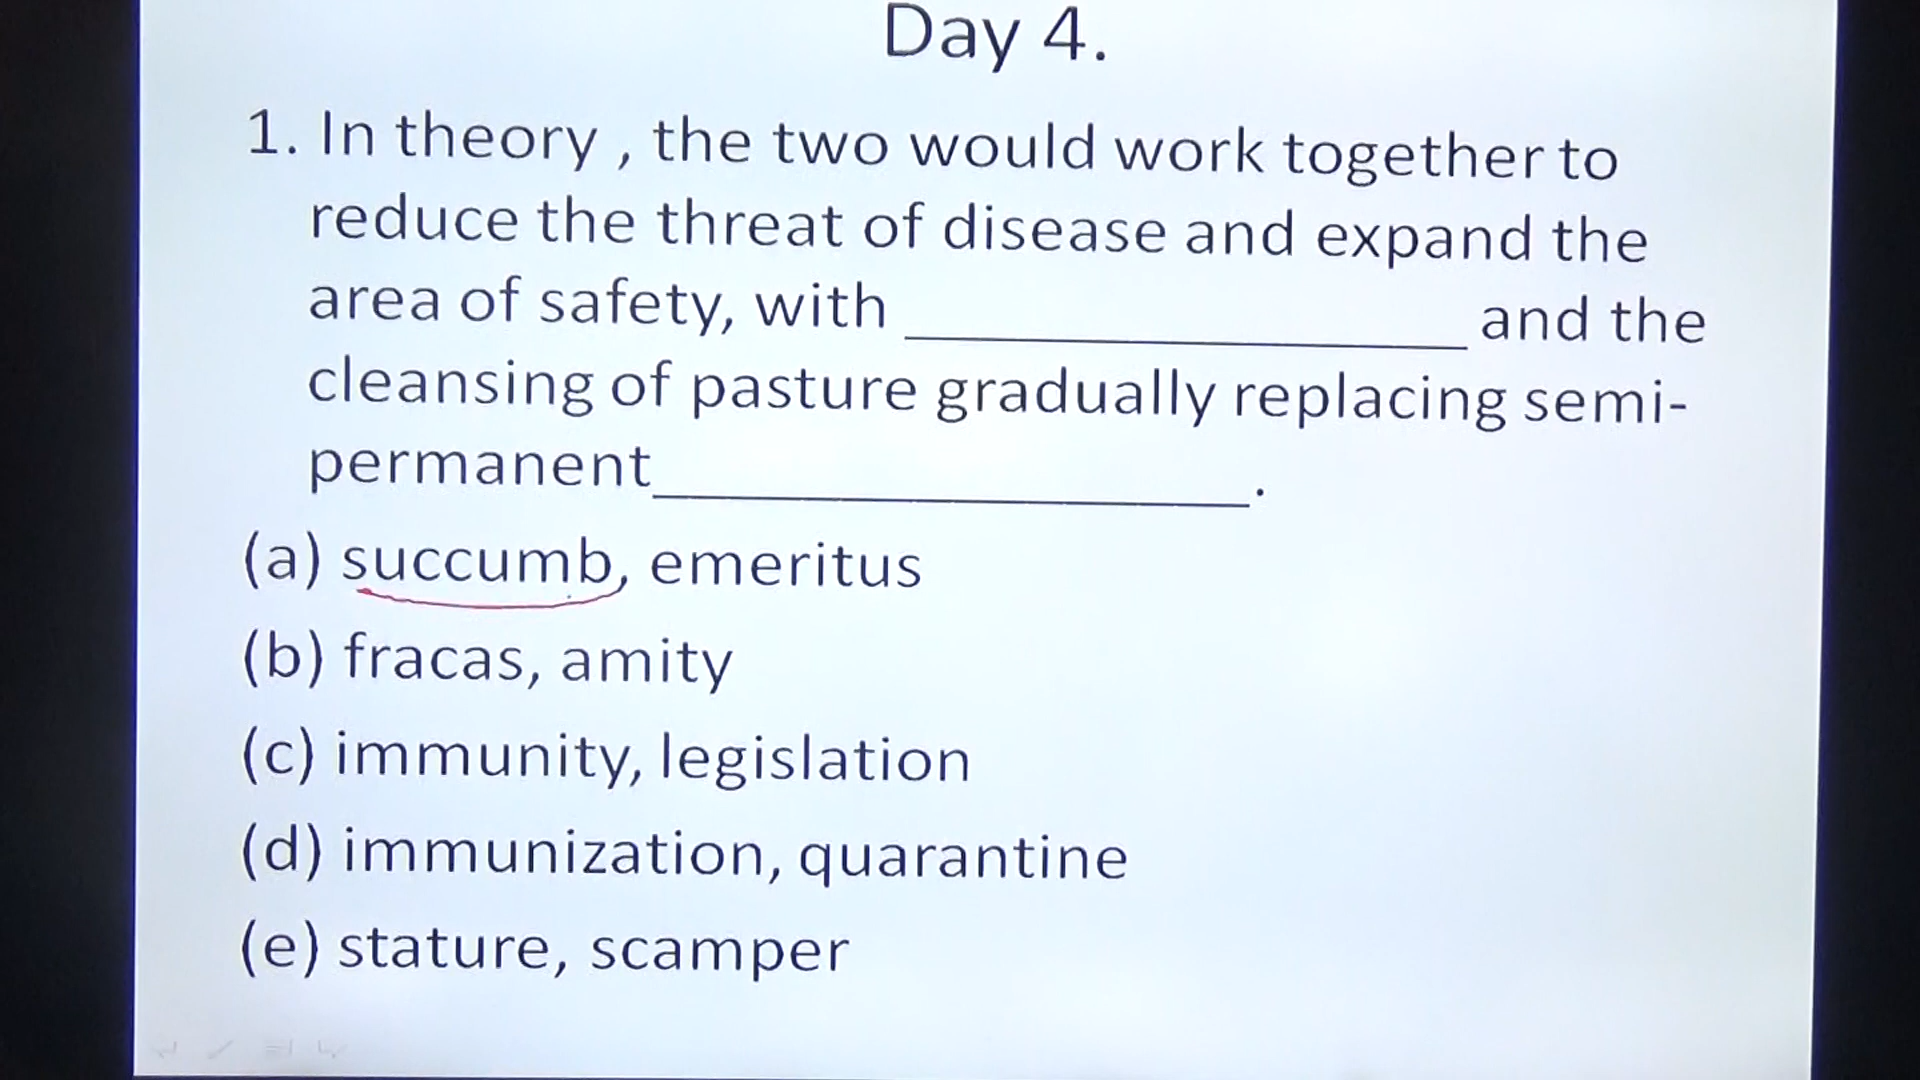 Day 4.
1. In theory , the two would work together to
reduce the threat of disease and expand the
area of safety, with ____________ and the
cleansing of pasture gradually replacing semi-
permanent____________.
(a) succumb, emeritus
(b) fracas, amity
(c) immunity, legislation
(d) immunization, quarantine
(e) stature, scamper